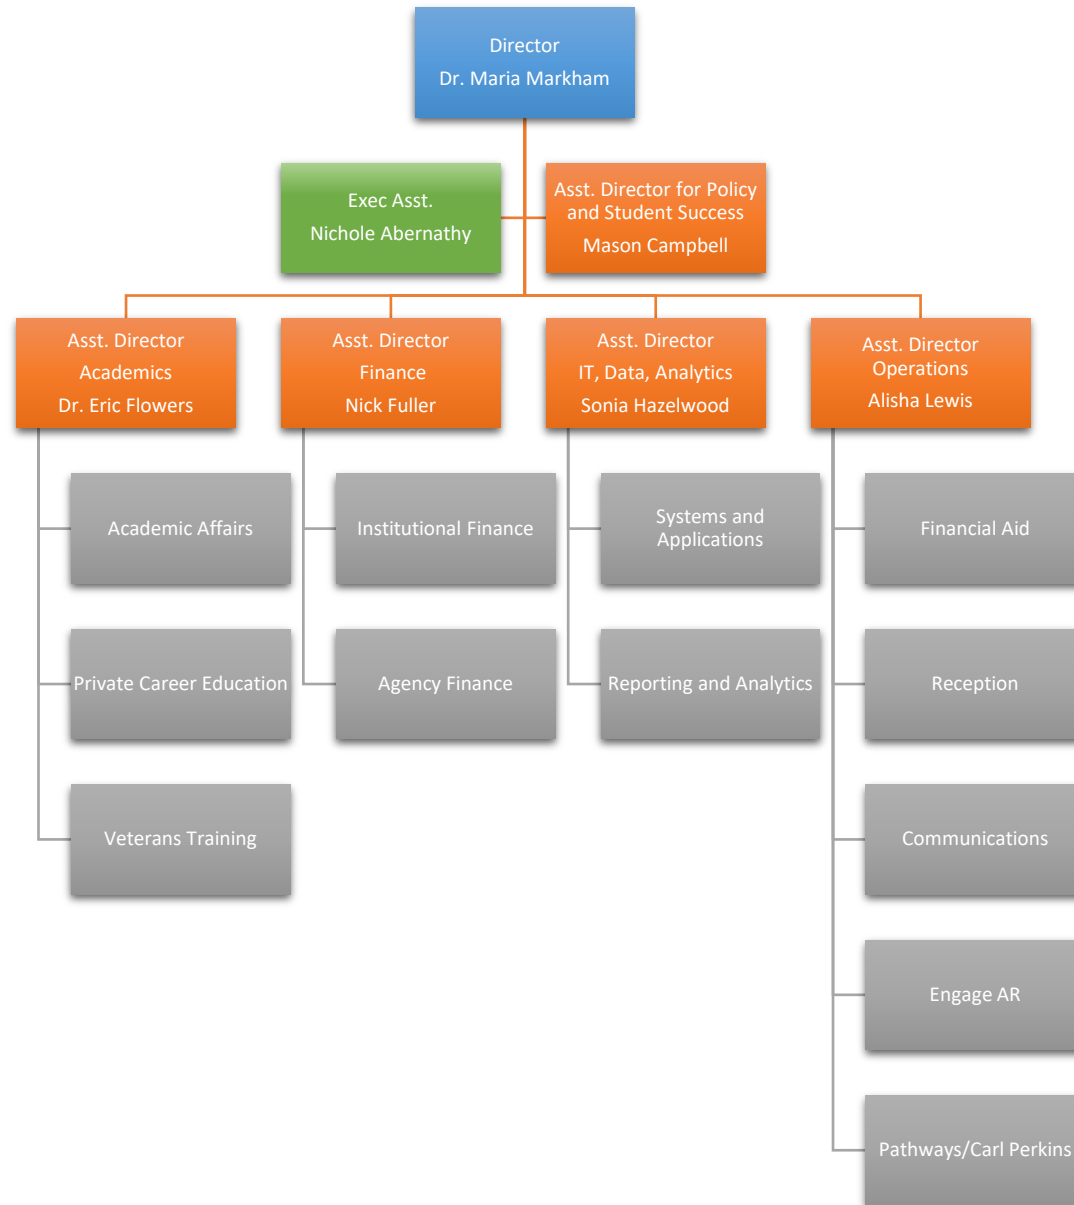 Director
Dr. Maria Markham
Exec Asst.
Nichole Abernathy
Asst. Director for Policy
and Student Success
Mason Campbell
Asst. Director
Academics
Dr. Eric Flowers
Asst. Director
Finance
Nick Fuller
Asst. Director
IT, Data, Analytics
Sonia Hazelwood
Asst. Director
Operations
Alisha Lewis
Academic Affairs
Private Career Education
Veterans Training
Institutional Finance
Agency Finance
Systems and
Applications
Reporting and Analytics
Financial Aid
Reception
Communications
Engage AR
Pathways/Carl Perkins